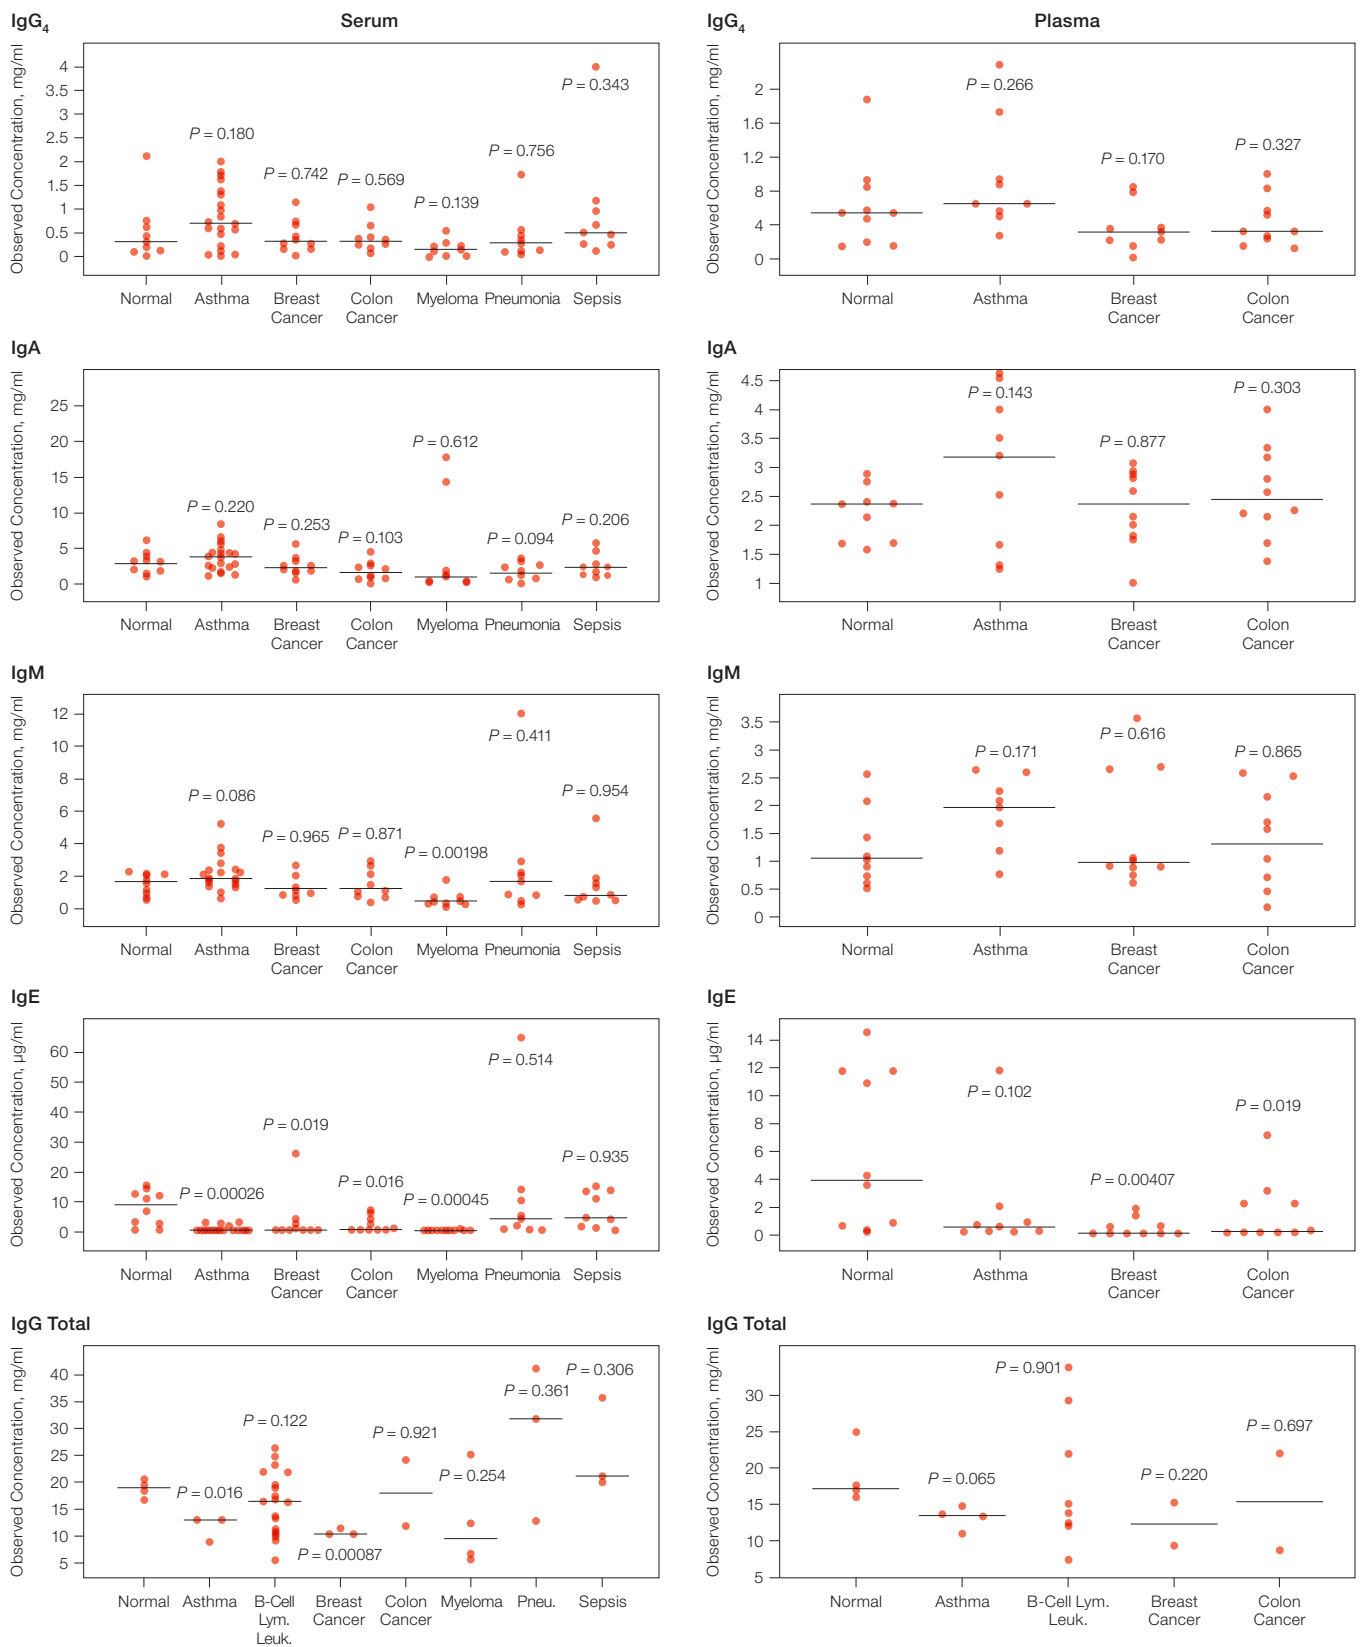 IgG4 Serum
Observed Concentration, mg/ml
4
3.5
3
2.5
2
1.5
1
0.5
0
P = 0.180
P = 0.742
P = 0.569
P = 0.139
P = 0.756
P = 0.343
Normal Asthma Breast Cancer Colon Cancer Myeloma Pneumonia Sepsis
IgG4 Plasma
Observed Concentration, mg/ml
2
1.6
1.2
8
4
0
P = 0.266
P = 0.170
P = 0.327
Normal Asthma Breast Cancer Colon Cancer
IgA
Observed Concentration, mg/ml
25
20
15
10
5
0
P = 0.220
P = 0.253
P = 0.103
P = 0.612
P = 0.094
P = 0.206
Normal Asthma Breast Cancer Colon Cancer Myeloma Pneumonia Sepsis
IgA
Observed Concentration, mg/ml
4.5
4
3.5
3
2.5
2
1.5
1
P = 0.143
P = 0.877
P = 0.303
Normal Asthma Breast Cancer Colon Cancer
IgM
Observed Concentration, mg/ml
12
10
8
6
4
2
0
P = 0.086
P = 0.965
P = 0.871
P = 0.00198
P = 0.411
P = 0.954
Normal Asthma Breast Cancer Colon Cancer Myeloma Pneumonia Sepsis
IgM
Observed Concentration, mg/ml
3.5
3
2.5
2
1.5
1
0.5
0
P = 0.171
P = 0.616
P = 0.865
Normal Asthma Breast Cancer Colon Cancer
IgE
Observed Concentration, µg/ml
60
50
40
30
20
10
0
P = 0.00026
P = 0.019
P = 0.016
P = 0.00045
P = 0.514
P = 0.935
Normal Asthma Breast Cancer Colon Cancer Myeloma Pneumonia Sepsis
IgE
Observed Concentration, µg/ml
14
12
10
8
6
4
2
0
P = 0.102
P = 0.00407
P = 0.019
Normal Asthma Breast Cancer Colon Cancer
IgG Total
Observed Concentration, mg/ml
40
35
30
25
20
15
10
5
P = 0.016
P = 0.122
P = 0.00087
P = 0.921
P = 0.254
P = 0.361
P = 0.306
Normal Asthma B-Cell Lym. Leuk. Breast Cancer Colon Cancer Myeloma Pneu. Sepsis
IgG Total
Observed Concentration, mg/ml
30
25
20
15
10
5
P = 0.065
P = 0.901
P = 0.220
P = 0.697
Normal Asthma B-Cell Lym. Leuk. Breast Cancer Colon Cancer